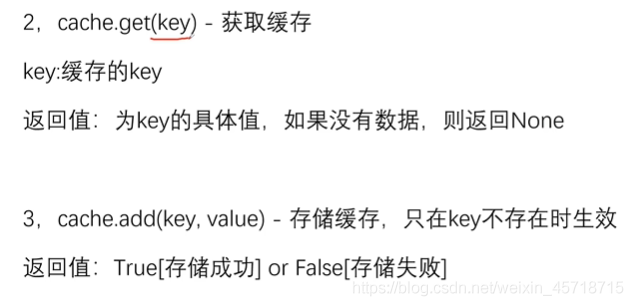 2，cache.get(key) - 获取缓存
key:缓存的key
返回值：为key的具体值，如果没有数据，则返回None
3，cache.add(key, value) - 存储缓存，只在key不存在时生效
返回值：True[存储成功] or False[存储失败]
https://blog.csdn.net/weixin_45718715